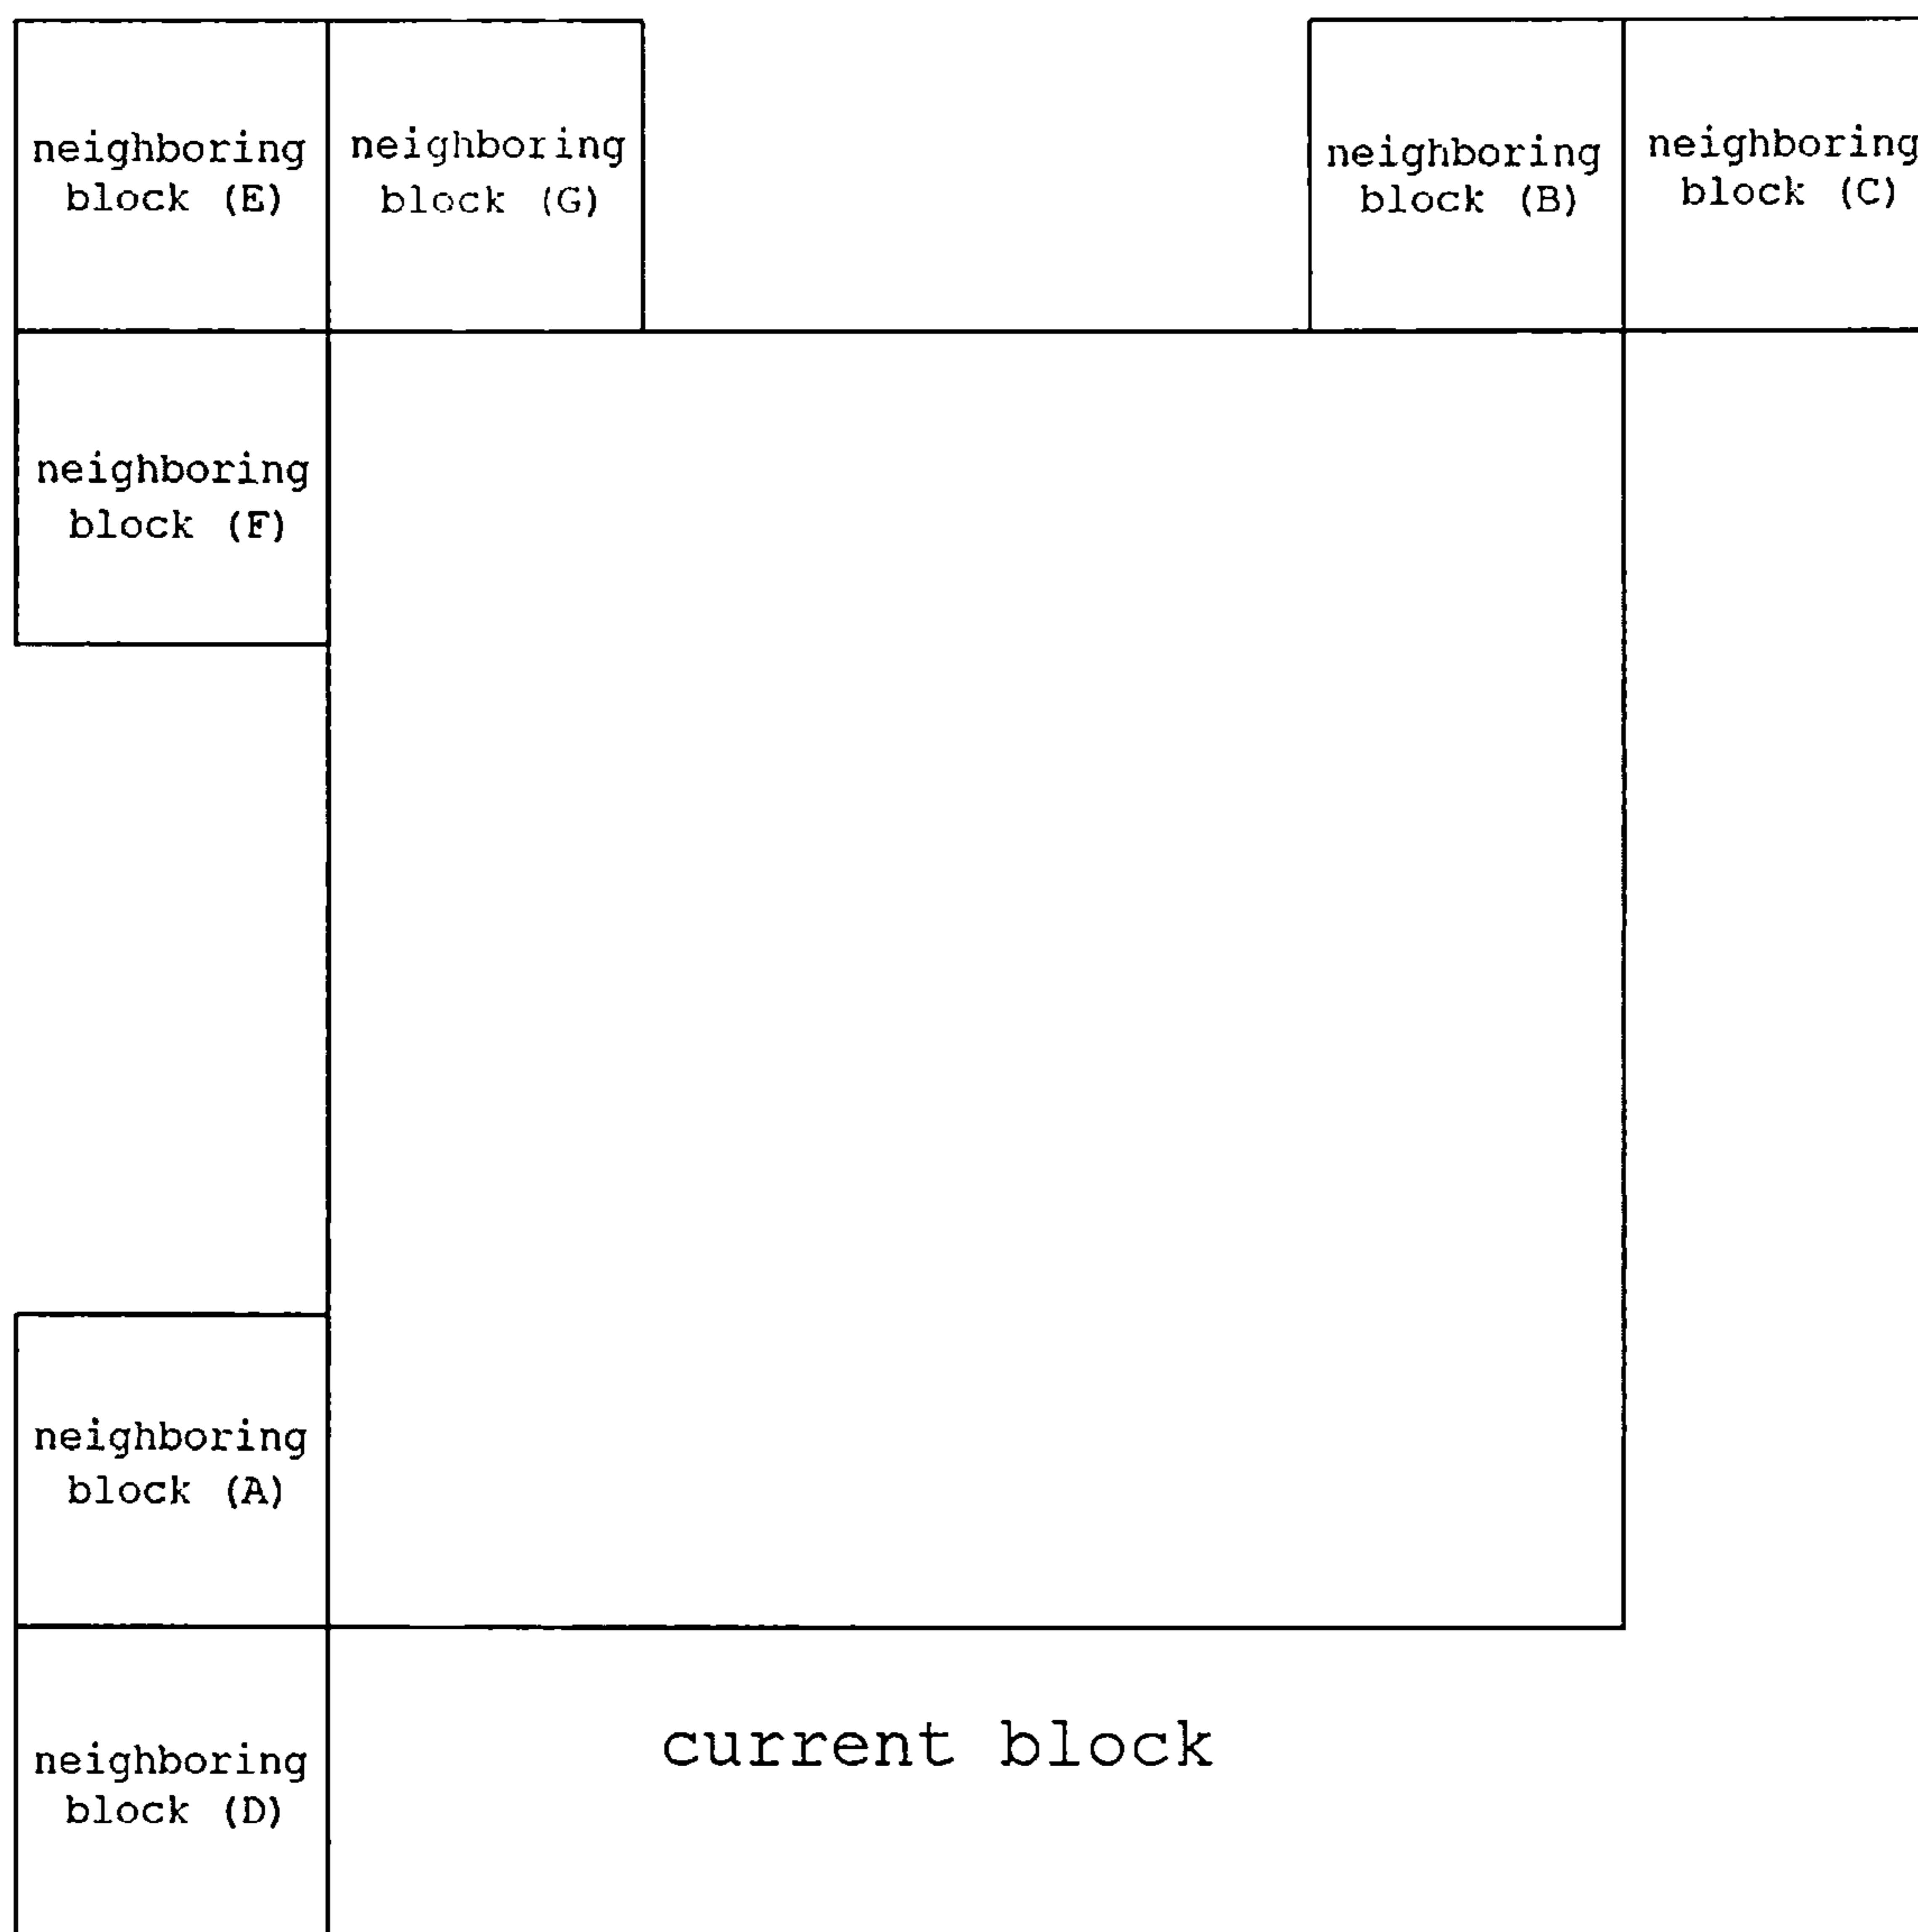 neighboring
block (E)
neighboring
block (G)
neighboring
block (B)
neighboring
block (C)
neighboring
block (F)
neighboring
block (A)
neighboring
block (D)
current block